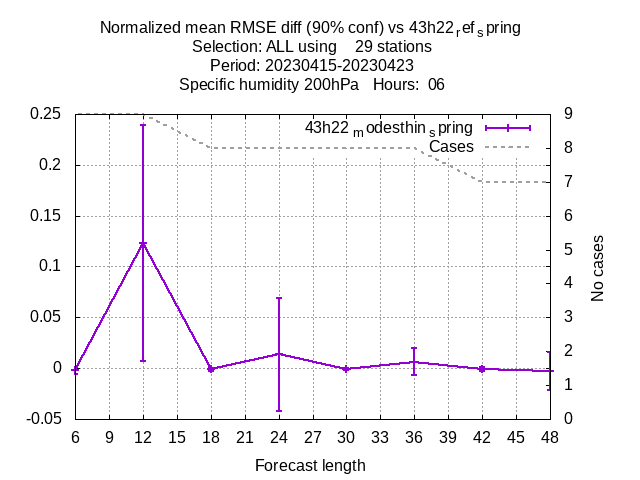 Normalized mean RMSE diff (90% conf) vs 43h22refspring
Selection: ALL using 29 stations
Period: 20230415-20230423
Specific humidity 200hPa Hours: 06
43h22modesthinspring
Cases
0.25
0.2
0.15
0.1
0.05
0
-0.05
9
8
7
6
5
4
3
2
1
0
No cases
6 9 12 15 18 21 24 27 30 33 36 39 42 45 48
Forecast length